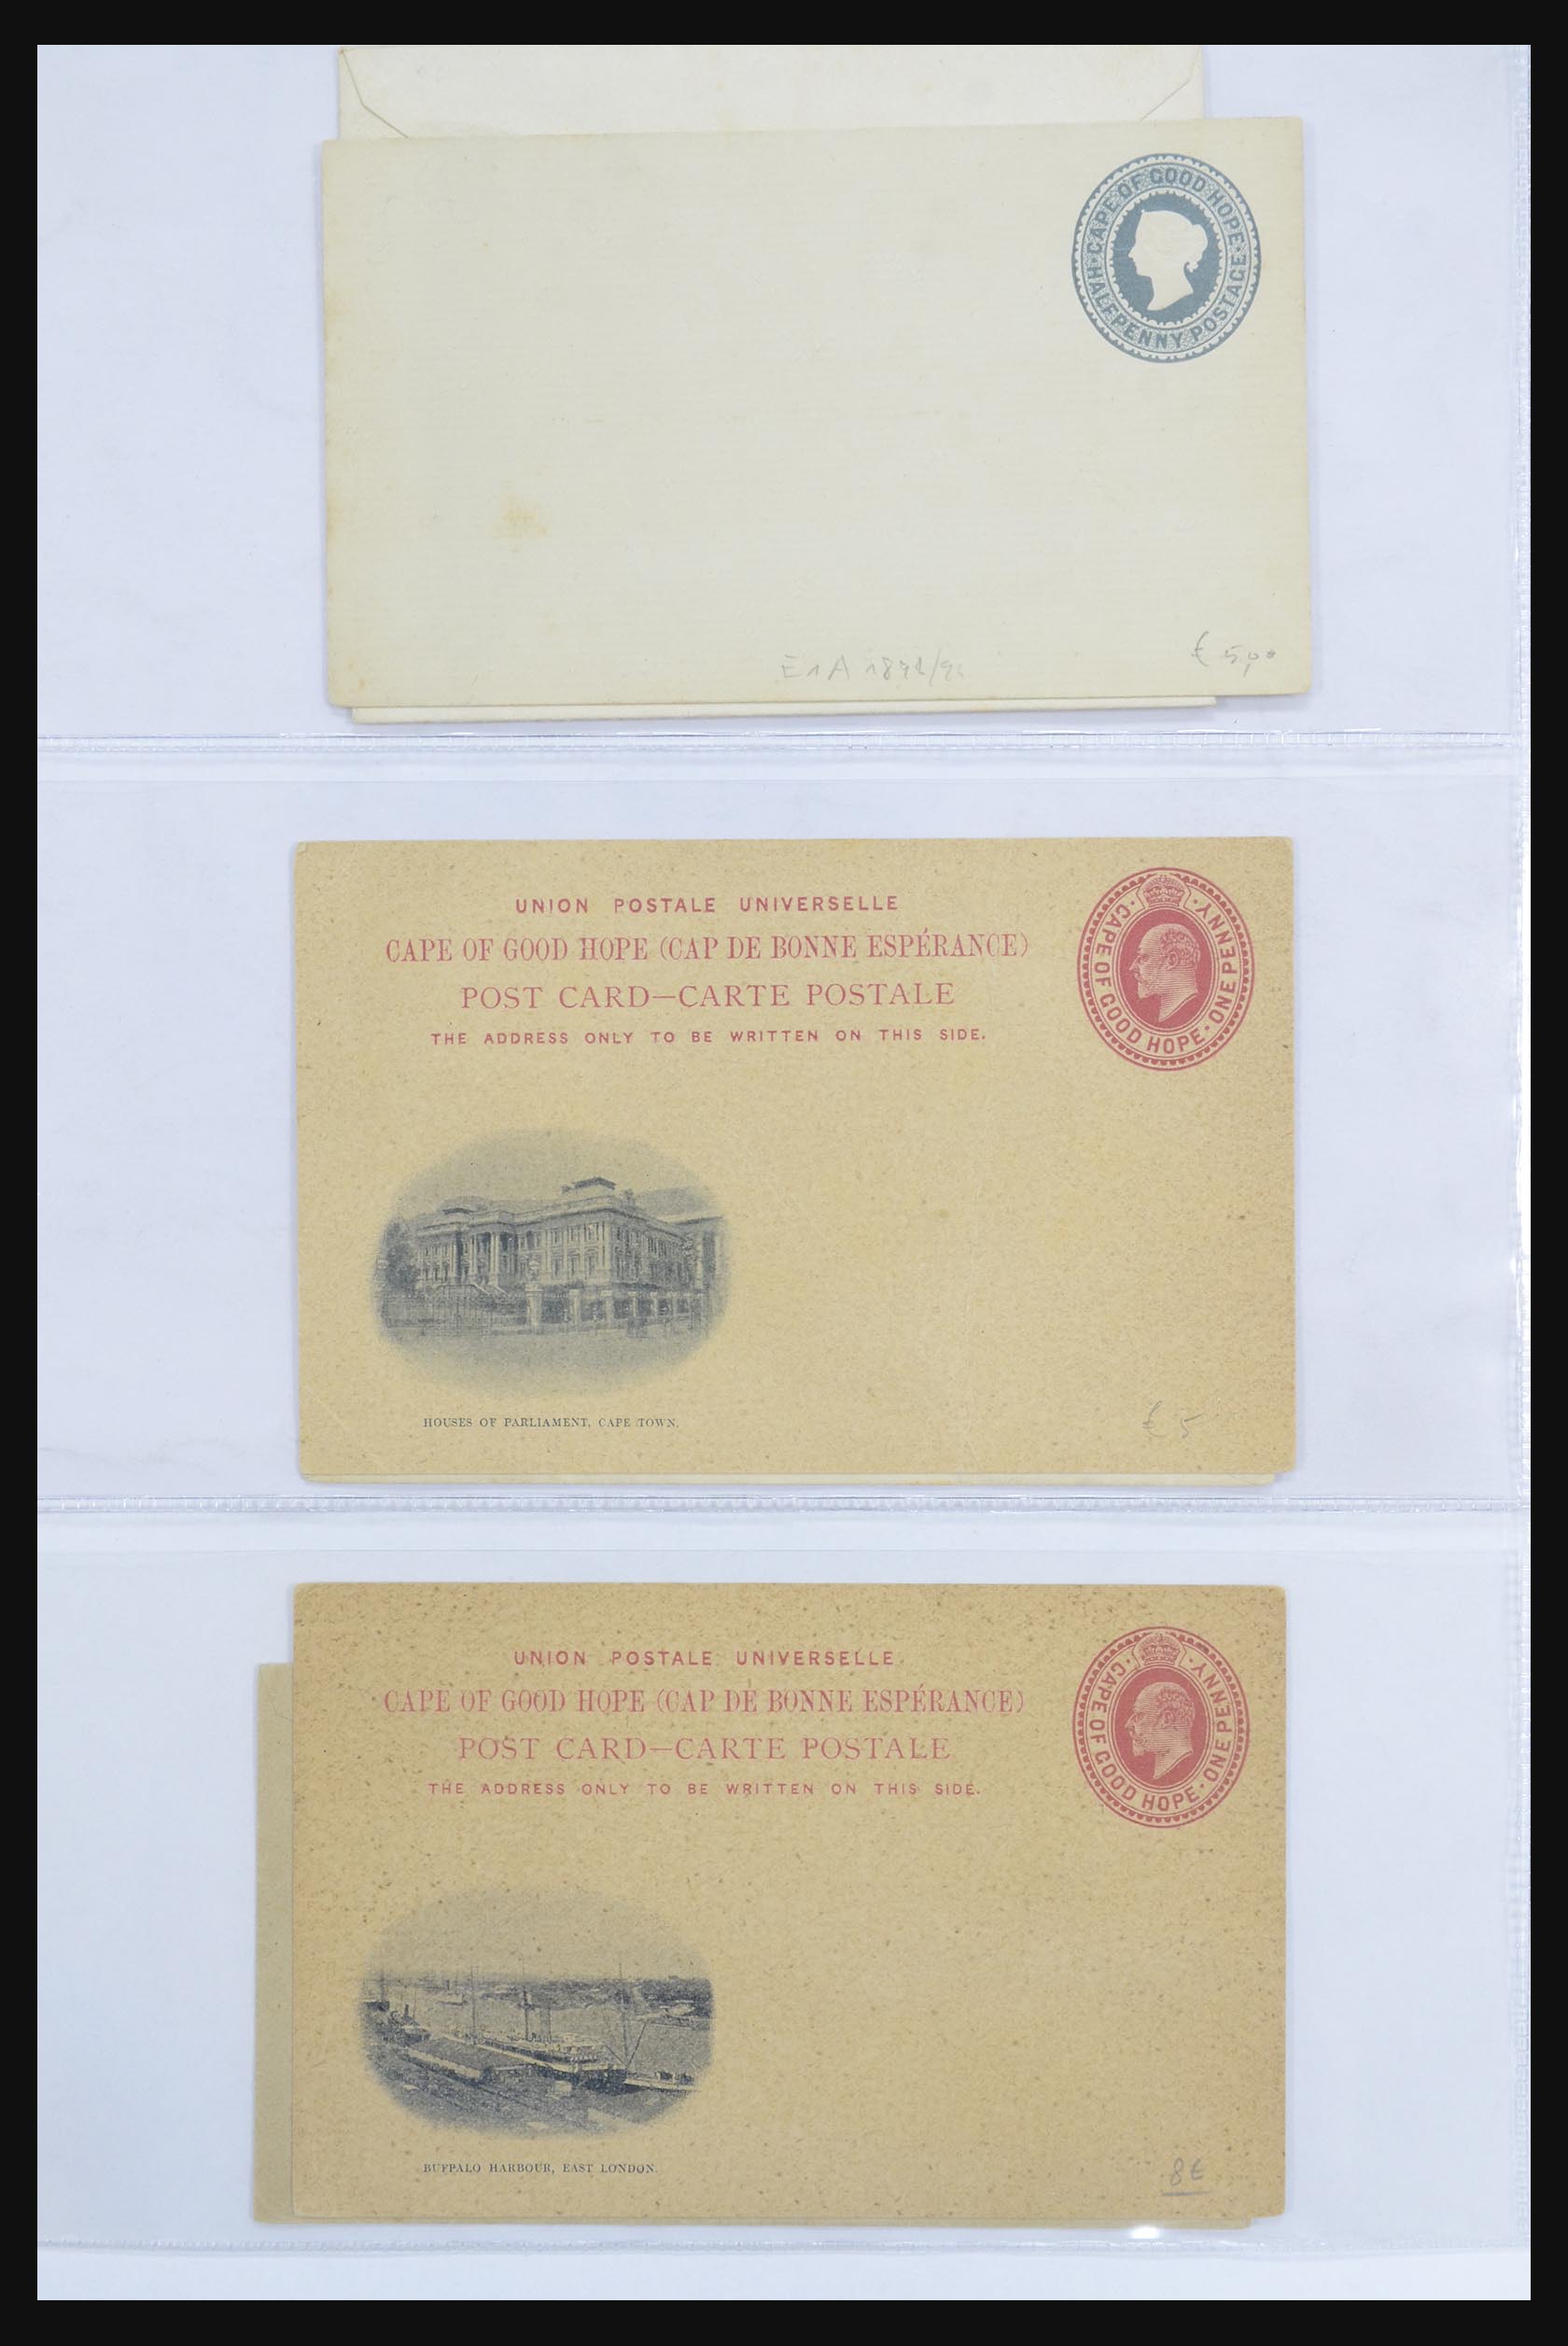 CAPE OF GOOD HOPE
HALFPENNY POSTAGE
€ 5,00
E1A
UNION POSTALE UNIVERSELLE
CAPE OF GOOD HOPE (CAP DE BONNE ESPÉRANCE)
POST CARD—CARTE POSTALE
THE ADDRESS ONLY TO BE WRITTEN ON THIS SIDE.
CAPE OF GOOD HOPE · ONE PENNY
HOUSES OF PARLIAMENT, CAPE TOWN.
€ 5
UNION POSTALE UNIVERSELLE
CAPE OF GOOD HOPE (CAP DE BONNE ESPÉRANCE)
POST CARD—CARTE POSTALE
THE ADDRESS ONLY TO BE WRITTEN ON THIS SIDE.
CAPE OF GOOD HOPE · ONE PENNY
BUFFALO HARBOUR, EAST LONDON.
8€